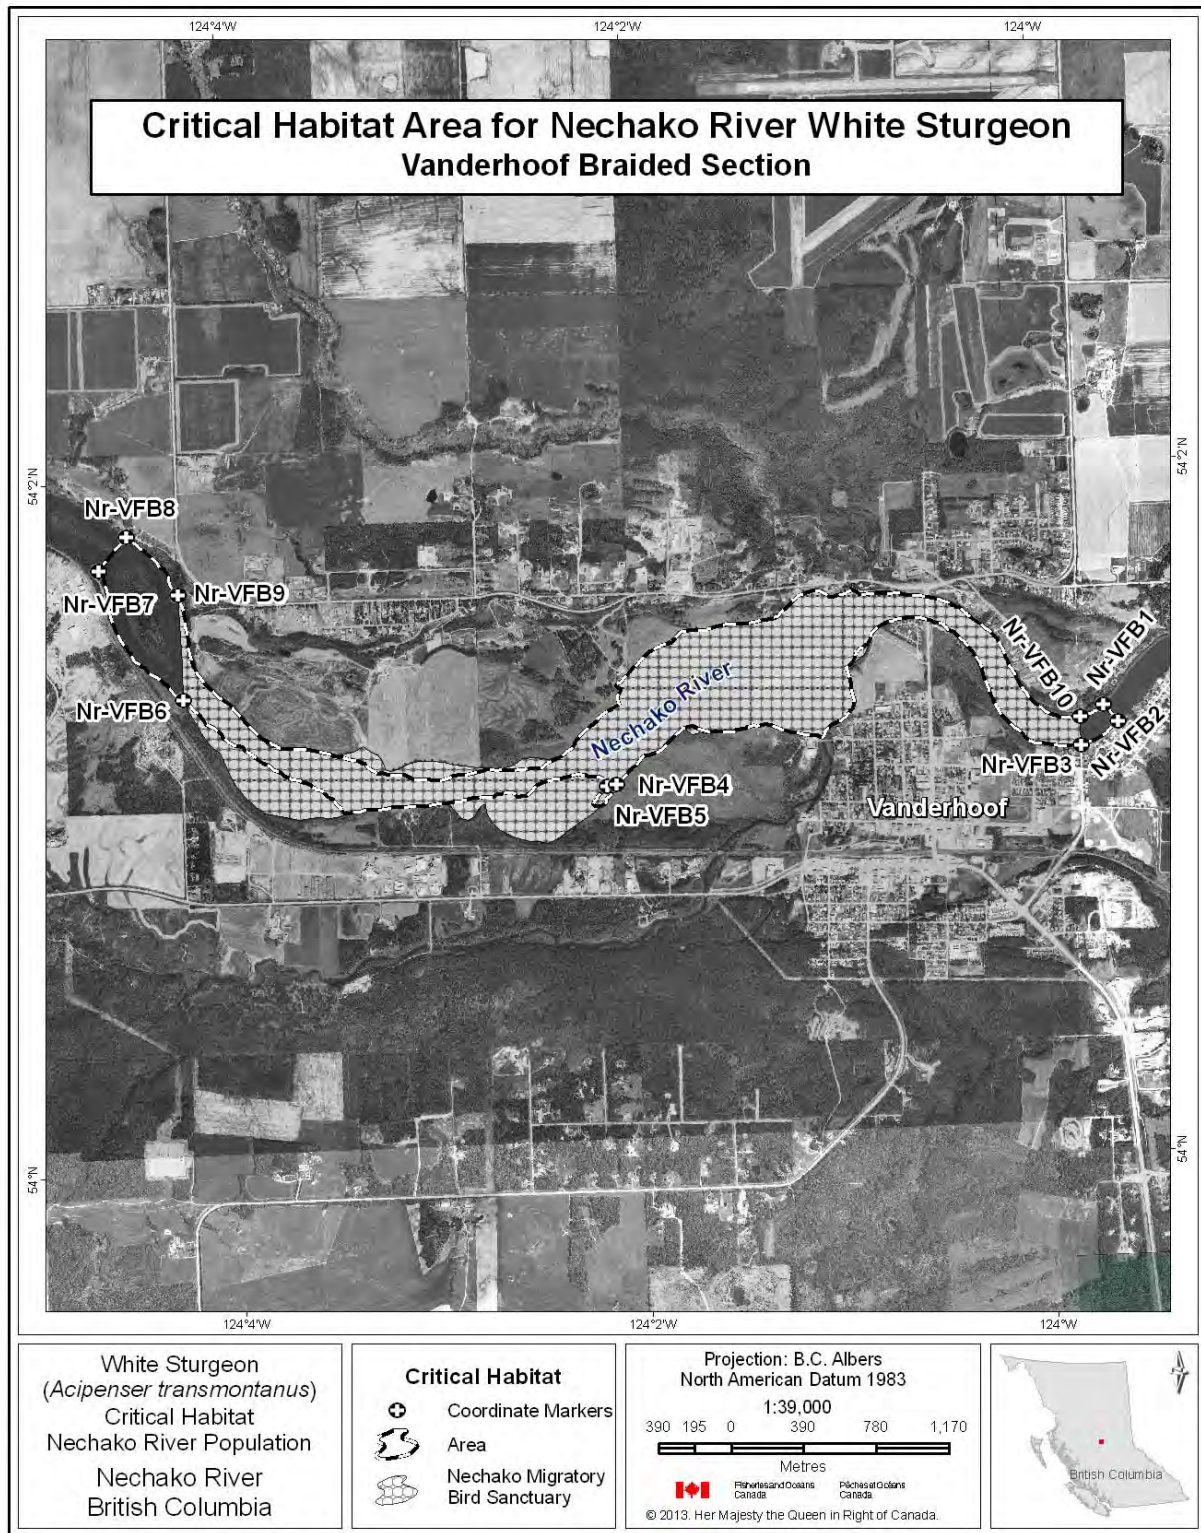 124°4'W 124°2'W 124°W
Critical Habitat Area for Nechako River White Sturgeon
Vanderhoof Braided Section
54°2'N
54°2'N
Nr-VFB8
Nr-VFB7
Nr-VFB9
Nr-VFB6
Nechako River
Nr-VFB10
Nr-VFB1
Nr-VFB2
Nr-VFB3
Nr-VFB4
Nr-VFB5
Vanderhoof
54°N
54°N
124°4'W 124°2'W 124°W
White Sturgeon
(Acipenser transmontanus)
Critical Habitat
Nechako River Population
Nechako River
British Columbia
Critical Habitat
Coordinate Markers
Area
Nechako Migratory
Bird Sanctuary
Projection: B.C. Albers
North American Datum 1983
1:39,000
390 195 0 390 780 1,170
Metres
Fisheries and Oceans
Canada
Pêches et Océans
Canada
© 2013. Her Majesty the Queen in Right of Canada.
British Columbia